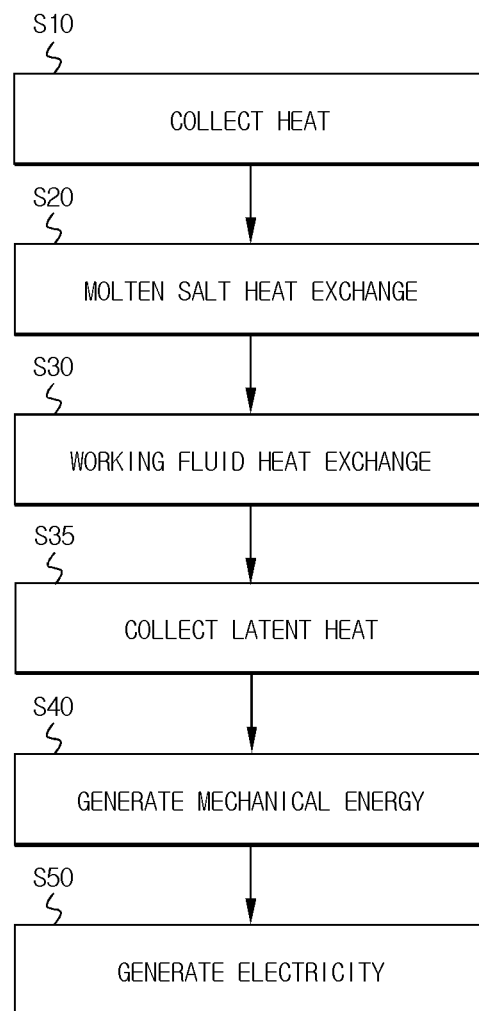 S10
COLLECT HEAT
S20
MOLTEN SALT HEAT EXCHANGE
S30
WORKING FLUID HEAT EXCHANGE
S35
COLLECT LATENT HEAT
S40
GENERATE MECHANICAL ENERGY
S50
GENERATE ELECTRICITY